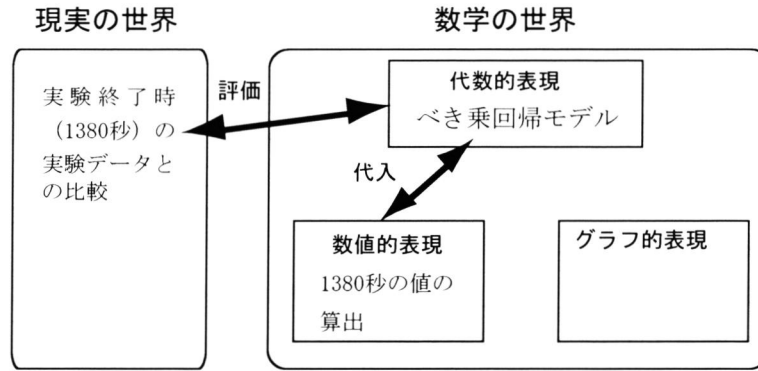 現実の世界
数学の世界
実験終了時
（1380秒）の
実験データと
の比較
評価
代数的表現
べき乗回帰モデル
代入
数値的表現
1380秒の値の
算出
グラフ的表現